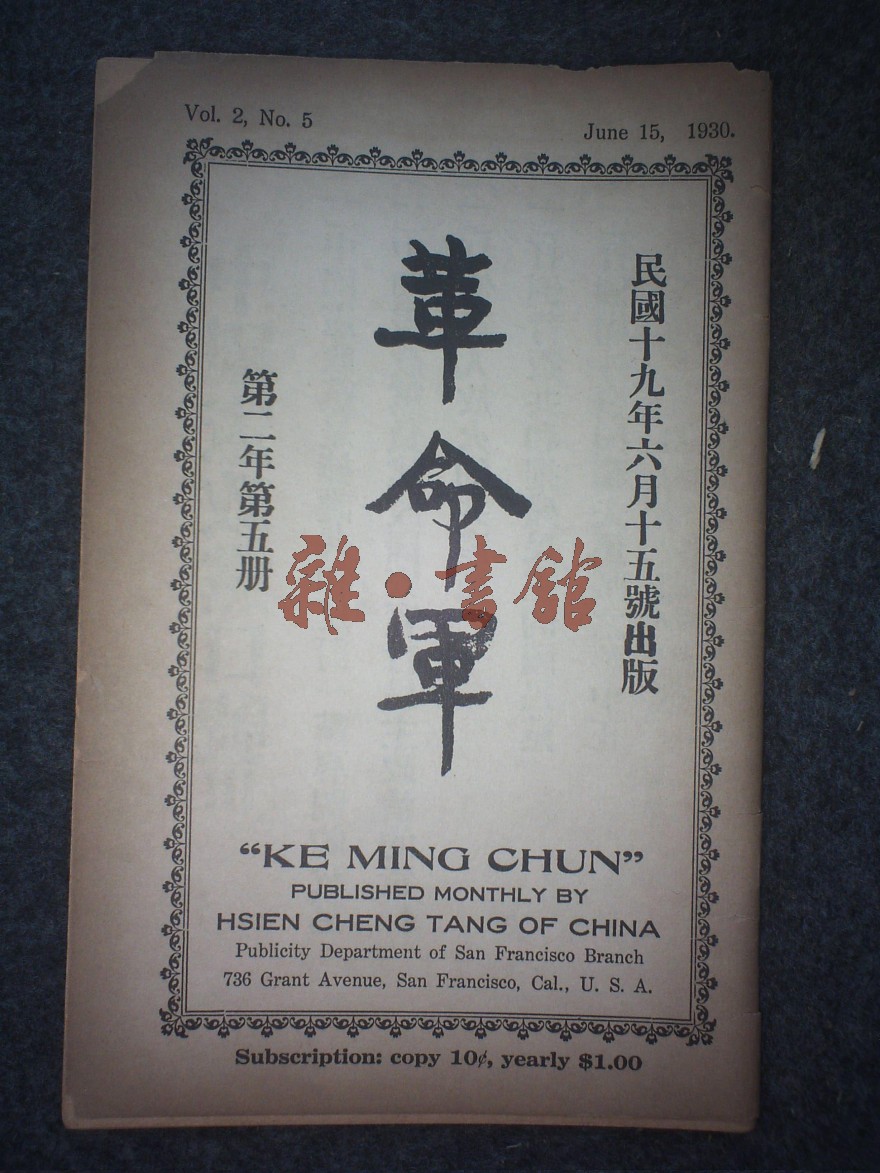 Vol. 2, No. 5
June 15, 1930.
民國十九年六月十五號出版
革命軍
第二年第五册
雜·書館
“KE MING CHUN”
PUBLISHED MONTHLY BY
HSIEN CHENG TANG OF CHINA
Publicity Department of San Francisco Branch
736 Grant Avenue, San Francisco, Cal., U. S. A.
Subscription: copy 10¢, yearly $1.00